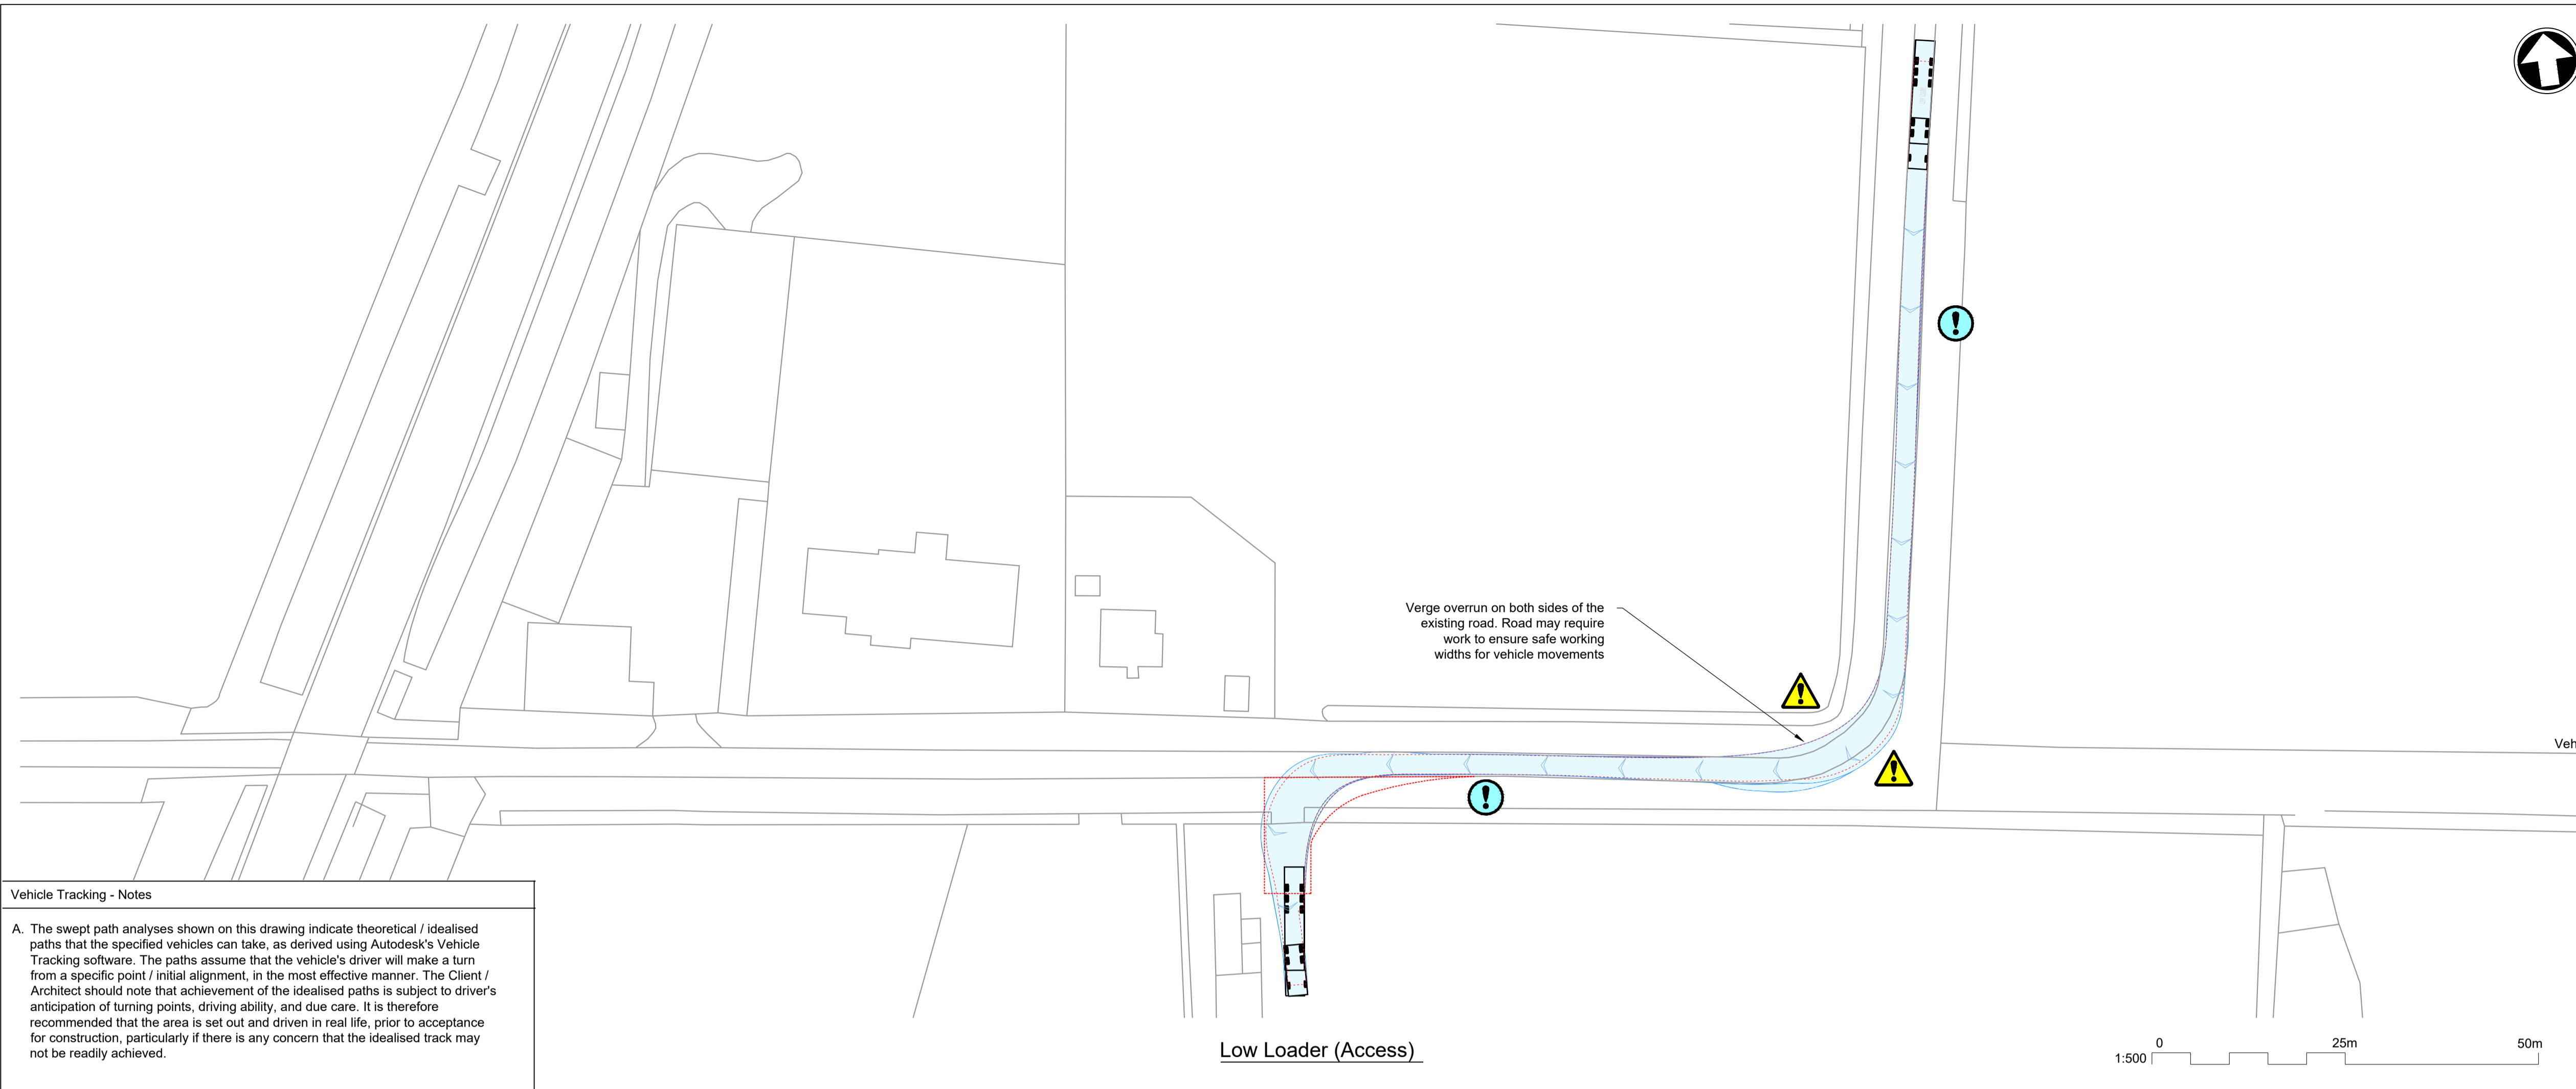 Verge overrun on both sides of the
existing road. Road may require
work to ensure safe working
widths for vehicle movements
Veh
Vehicle Tracking - Notes
A. The swept path analyses shown on this drawing indicate theoretical / idealised
paths that the specified vehicles can take, as derived using Autodesk's Vehicle
Tracking software. The paths assume that the vehicle's driver will make a turn
from a specific point / initial alignment, in the most effective manner. The Client /
Architect should note that achievement of the idealised paths is subject to driver's
anticipation of turning points, driving ability, and due care. It is therefore
recommended that the area is set out and driven in real life, prior to acceptance
for construction, particularly if there is any concern that the idealised track may
not be readily achieved.
Low Loader (Access)
0 25m 50m
1:500